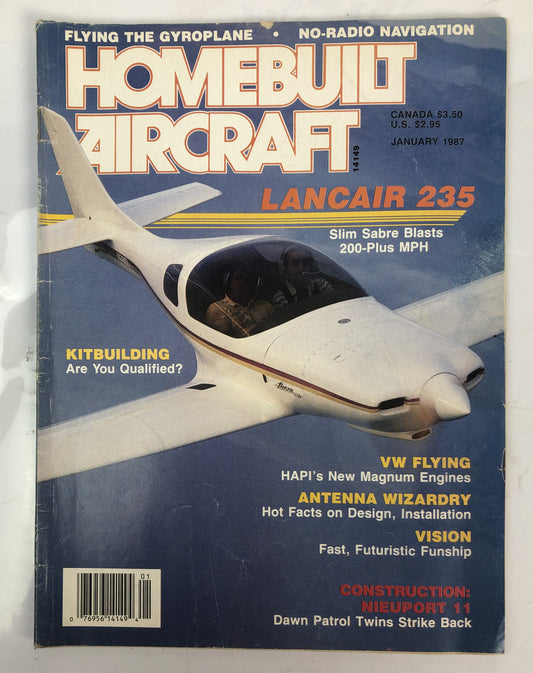 FLYING THE GYROPLANE • NO-RADIO NAVIGATION
HOMEBUILT
AIRCRAFT
14149
CANADA $3.50
U.S. $2.95
JANUARY 1987
LANCAIR 235
Slim Sabre Blasts
200-Plus MPH
KITBUILDING
Are You Qualified?
VW FLYING
HAPI's New Magnum Engines
ANTENNA WIZARDRY
Hot Facts on Design, Installation
VISION
Fast, Futuristic Funship
CONSTRUCTION:
NIEUPORT 11
Dawn Patrol Twins Strike Back
01
0 76956 14149 4